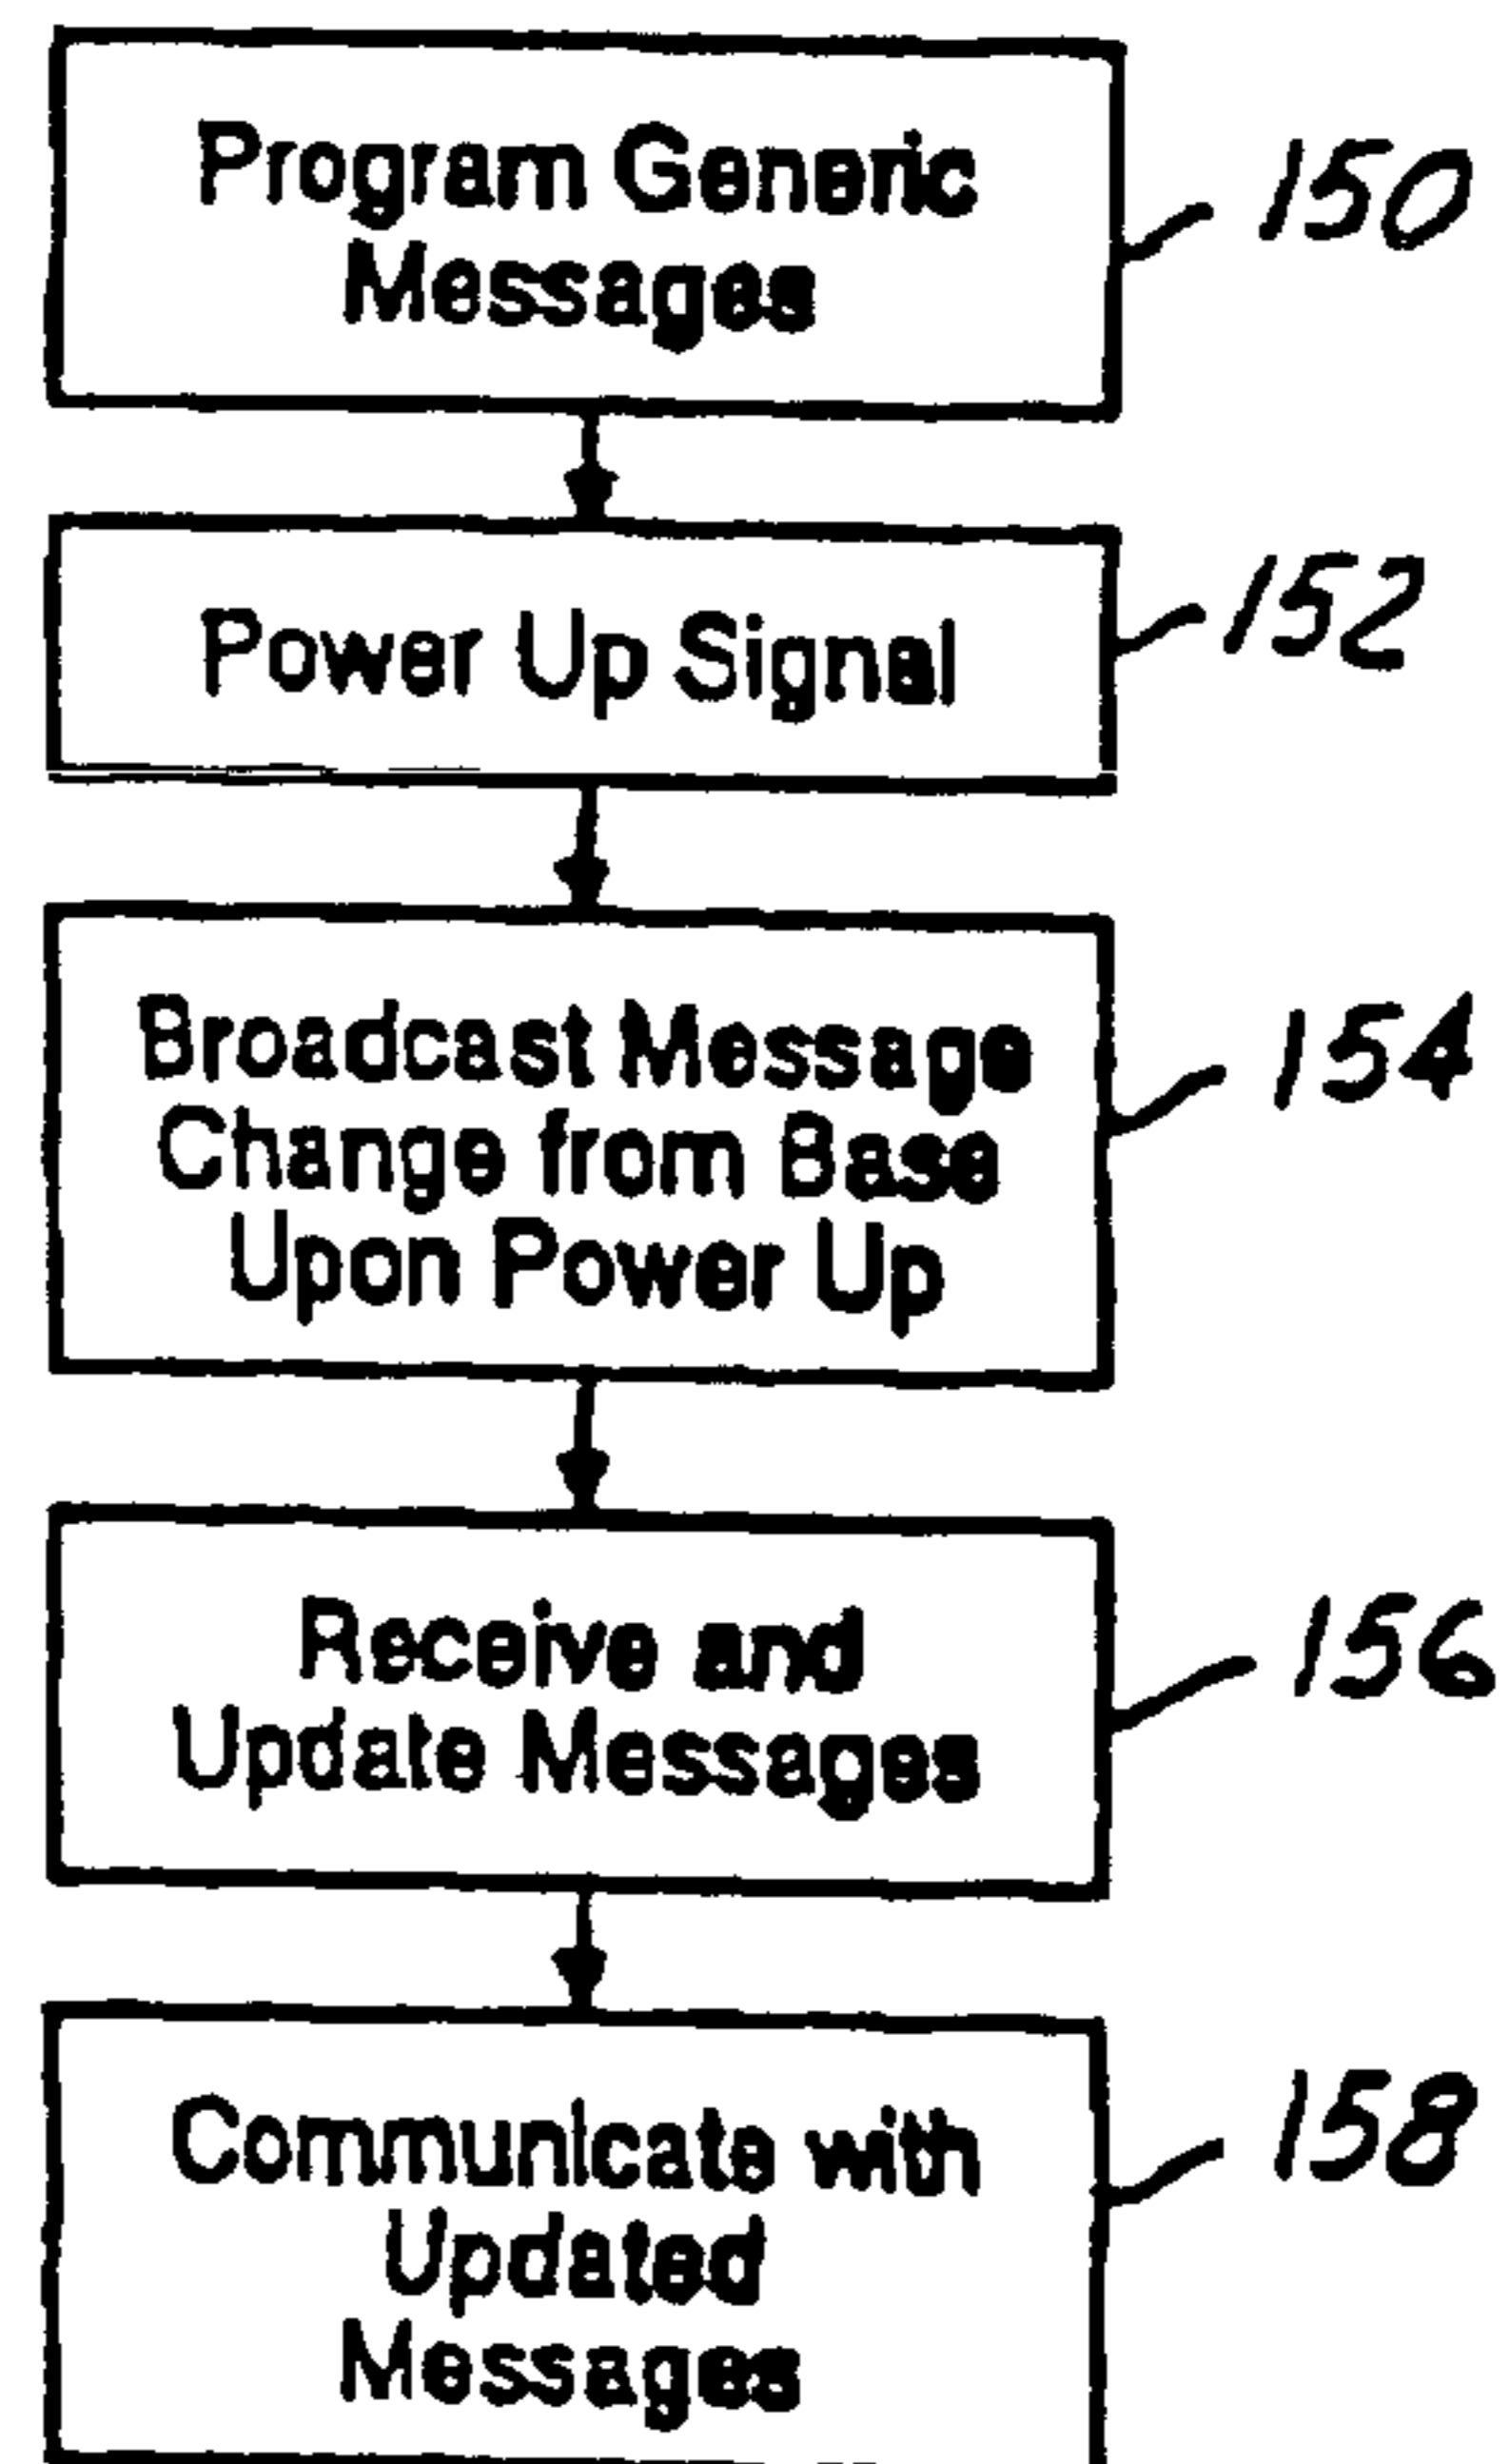 Program Generic
Messages
150
Power Up Signal
152
Broadcast Message
Change from Base
Upon Power Up
154
Receive and
Update Messages
156
Communicate with
Updated
Messages
158